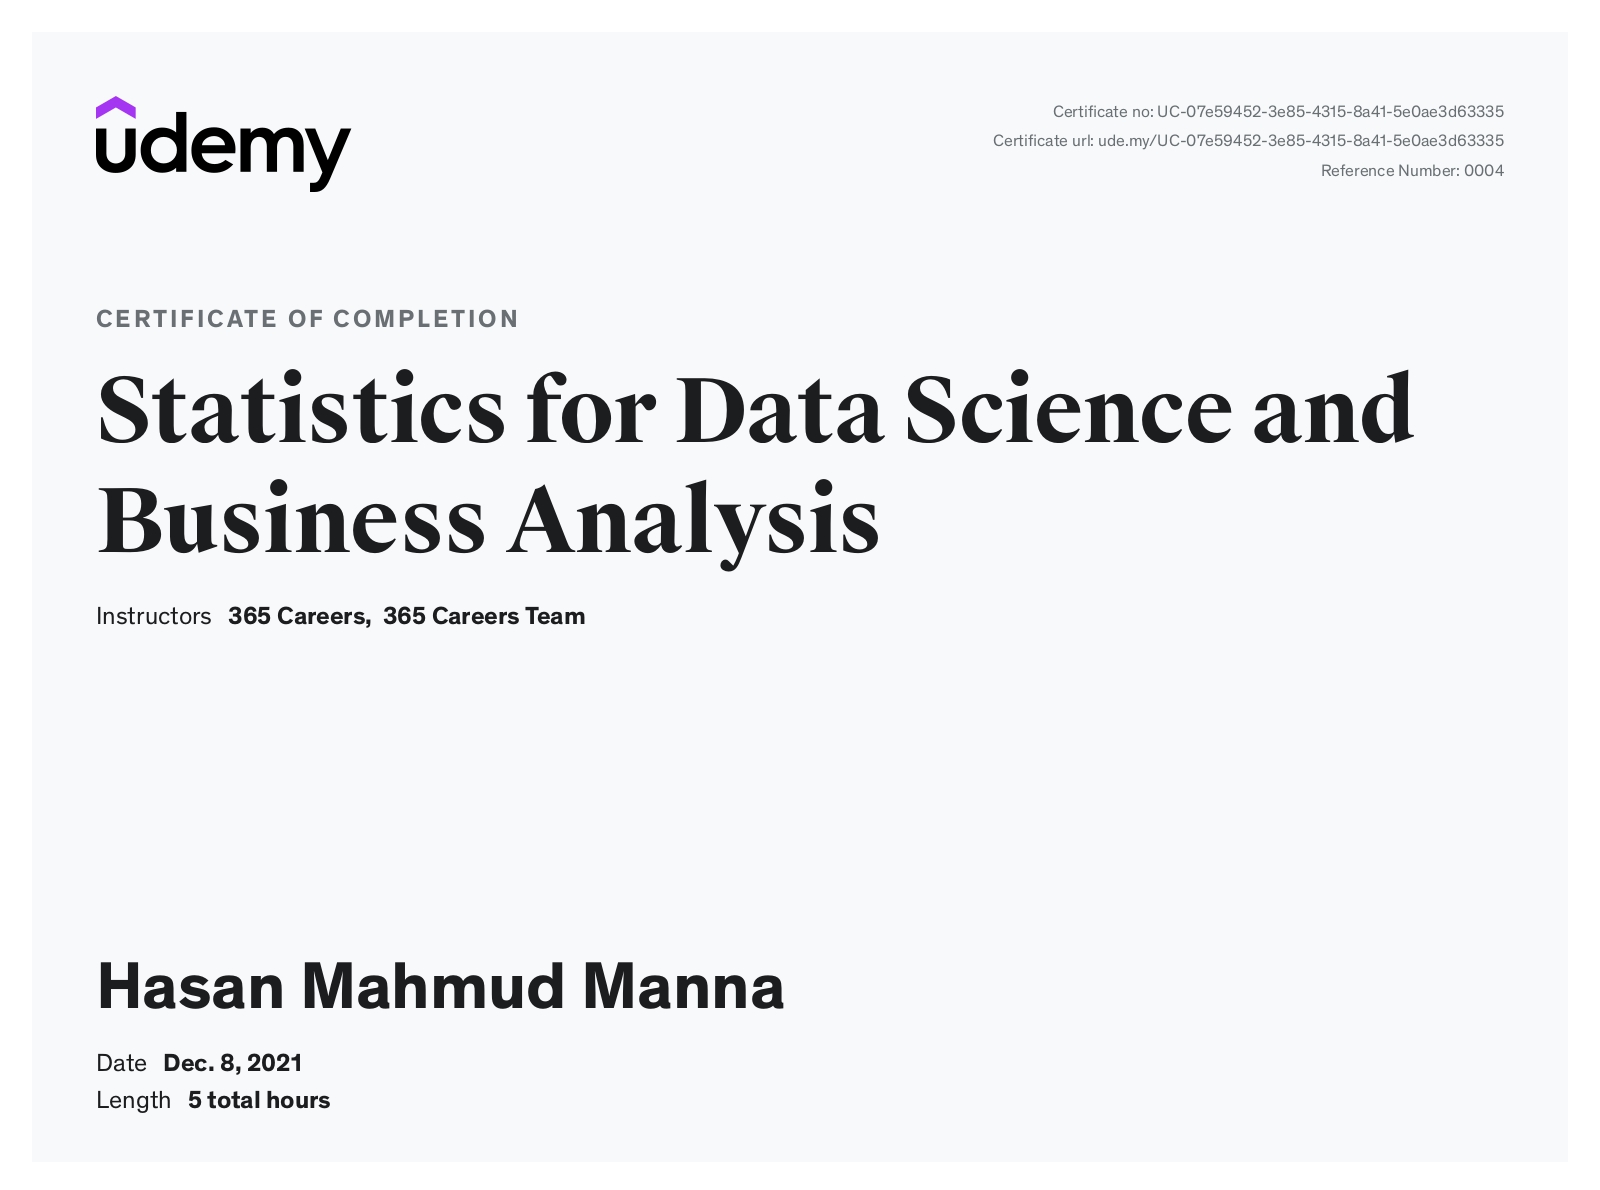 udemy
Certificate no: UC-07e59452-3e85-4315-8a41-5e0ae3d63335
Certificate url: ude.my/UC-07e59452-3e85-4315-8a41-5e0ae3d63335
Reference Number: 0004
CERTIFICATE OF COMPLETION
Statistics for Data Science and
Business Analysis
Instructors 365 Careers, 365 Careers Team
Hasan Mahmud Manna
Date Dec. 8, 2021
Length 5 total hours